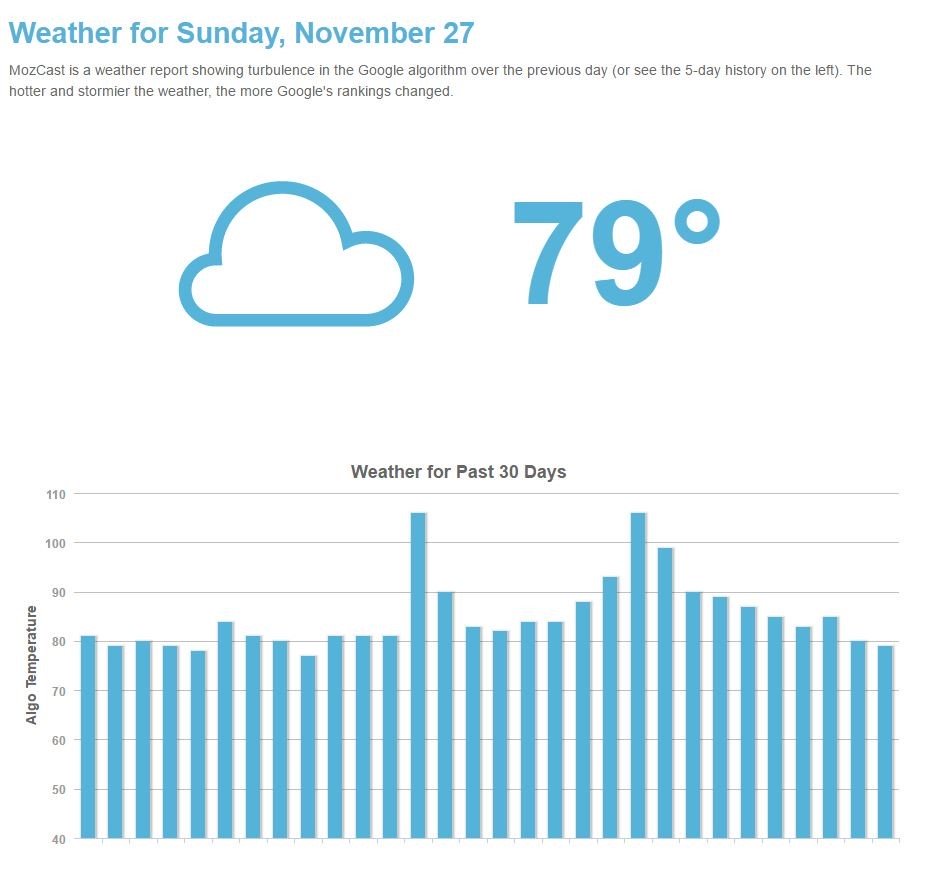 Weather for Sunday, November 27
MozCast is a weather report showing turbulence in the Google algorithm over the previous day (or see the 5-day history on the left). The
hotter and stormier the weather, the more Google's rankings changed.
79°
Weather for Past 30 Days
Algo Temperature
110
100
90
80
70
60
50
40